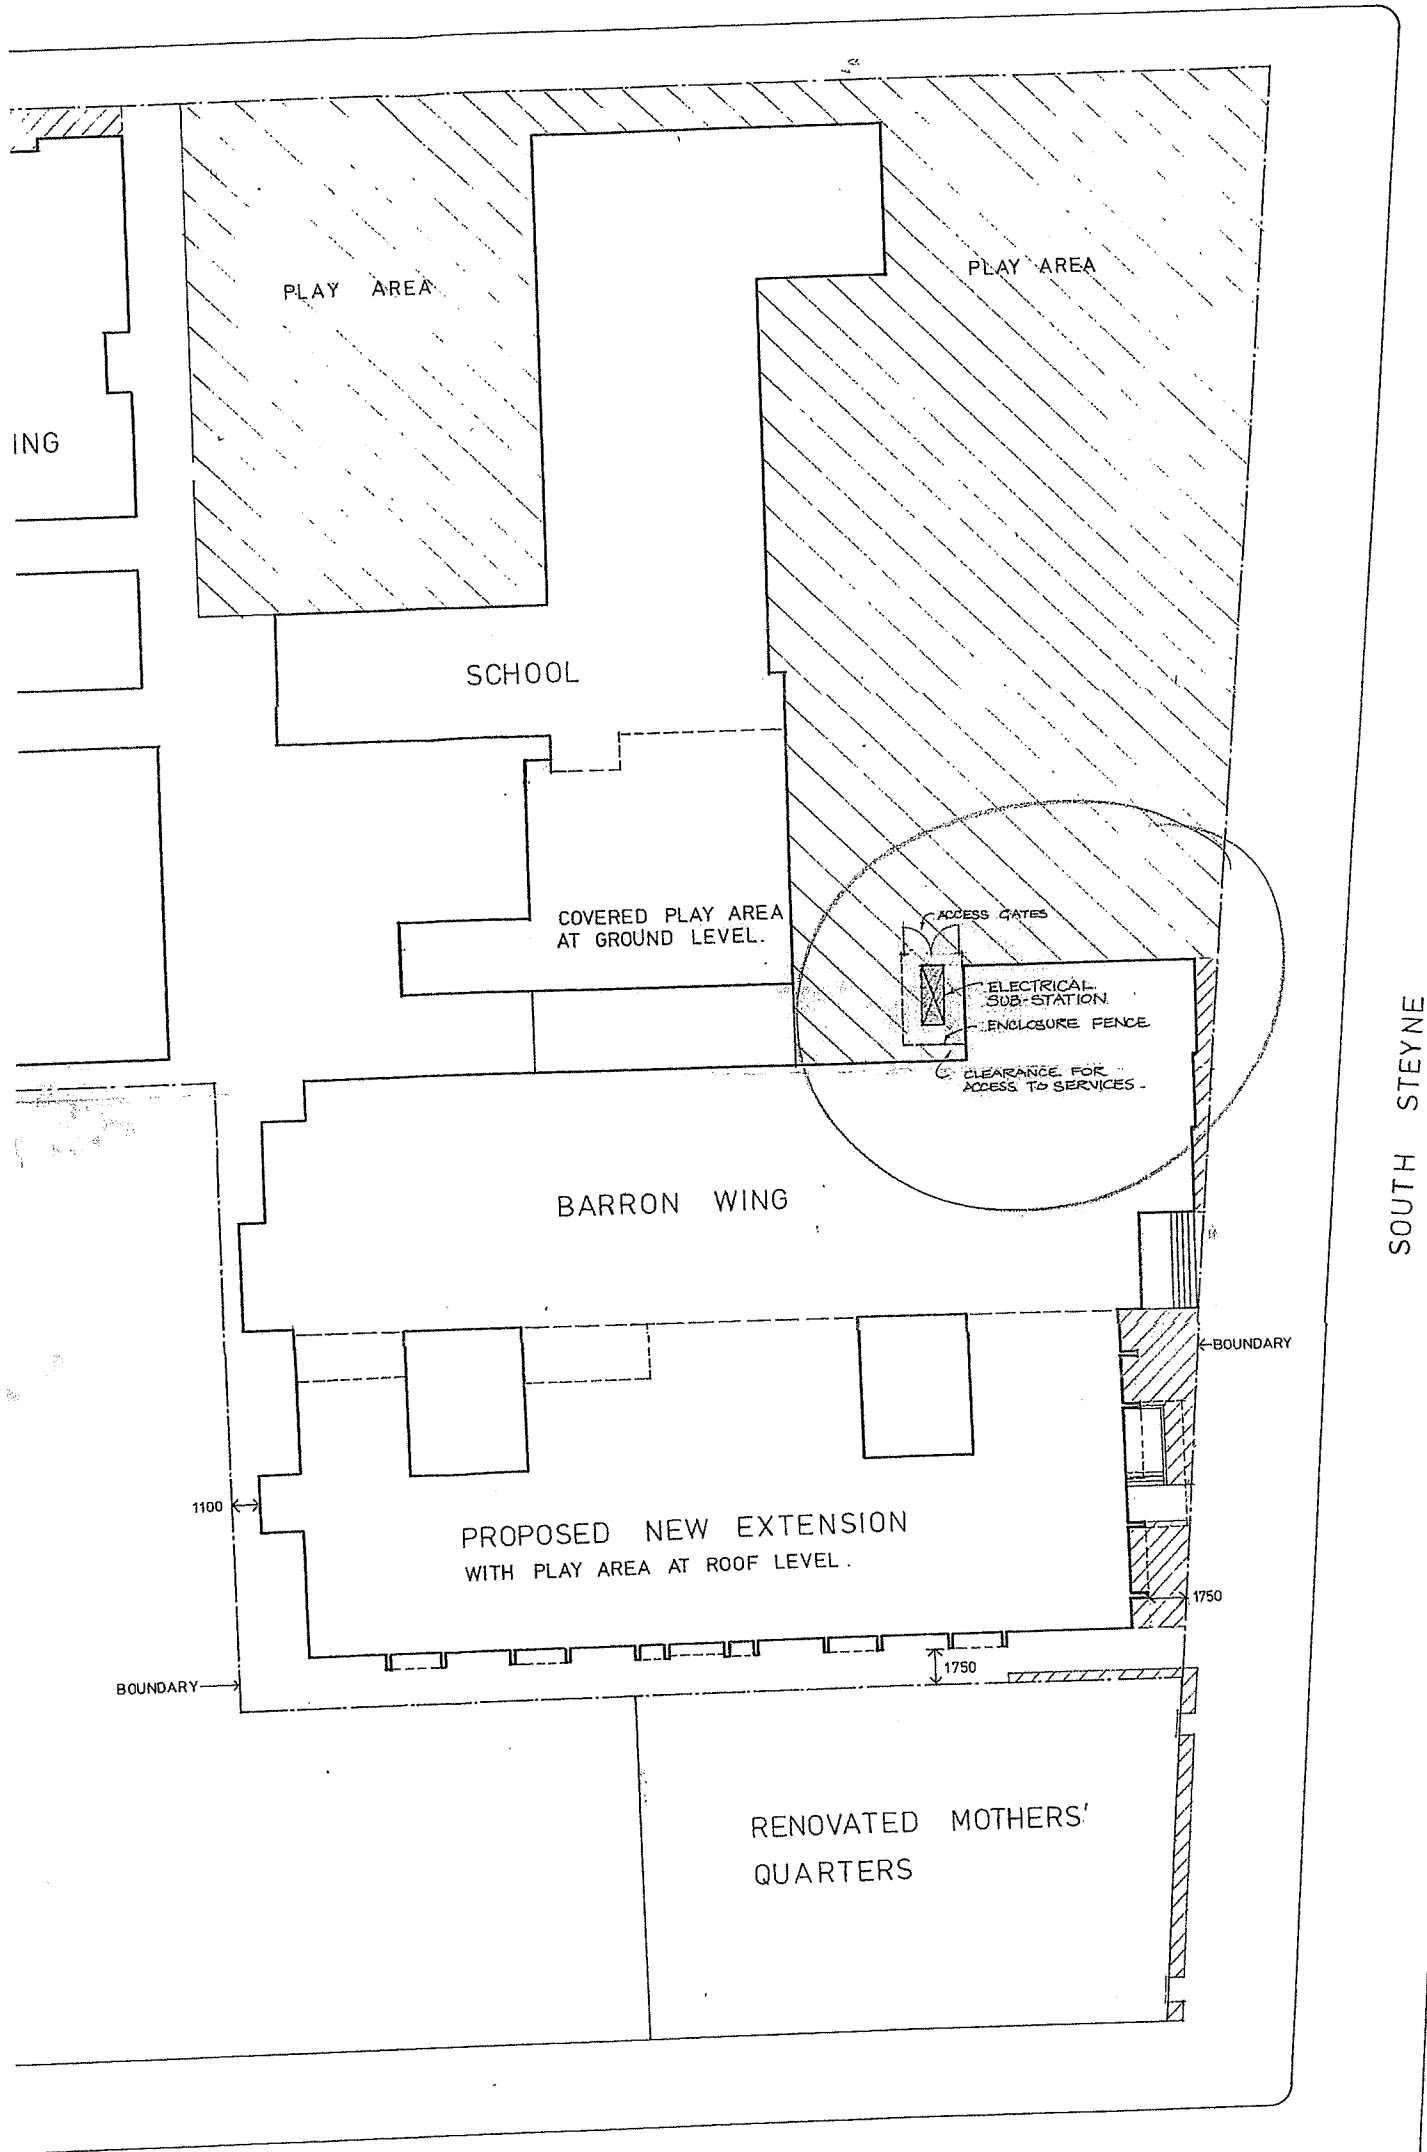 PLAY AREA
PLAY AREA
ING
SCHOOL
COVERED PLAY AREA
AT GROUND LEVEL.
ACCESS GATES
ELECTRICAL
SUB-STATION
ENCLOSURE FENCE
CLEARANCE FOR
ACCESS TO SERVICES -
SOUTH STEYNE
BARRON WING
BOUNDARY
1100
PROPOSED NEW EXTENSION
WITH PLAY AREA AT ROOF LEVEL.
1750
1750
BOUNDARY
RENOVATED MOTHERS'
QUARTERS